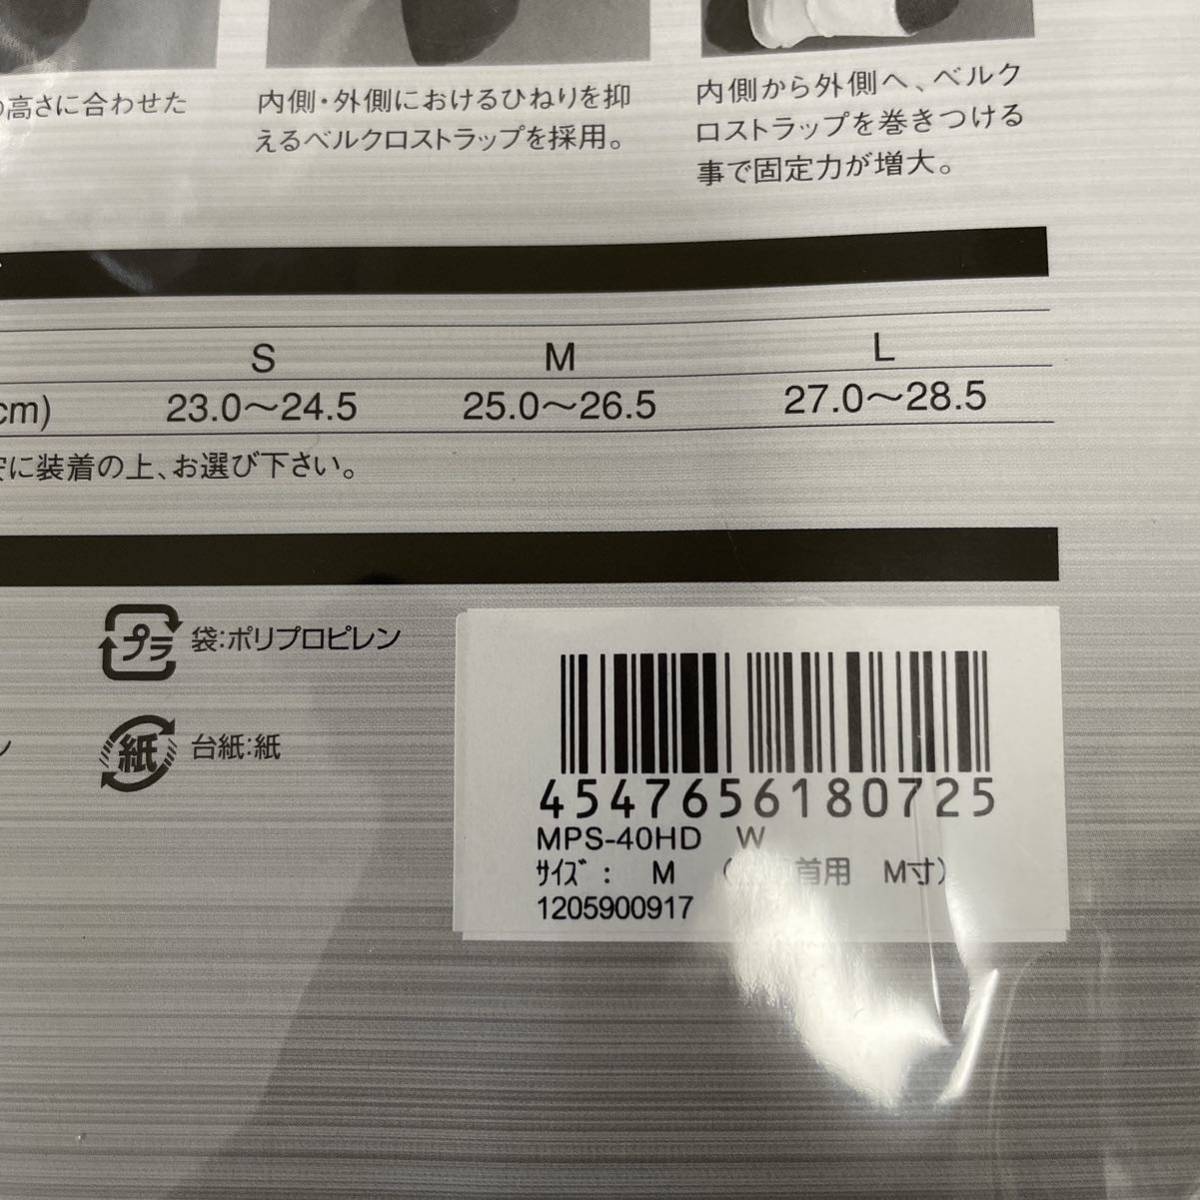 の高さに合わせた
内側・外側におけるひねりを抑
えるベルクロストラップを採用。
内側から外側へ、ベルク
ロストラップを巻きつける
事で固定力が増大。
S M L
cm) 23.0〜24.5 25.0〜26.5 27.0〜28.5
に装着の上、お選び下さい。
プラ 袋:ポリプロピレン
ン
紙 台紙:紙
4547656180725
MPS-40HD W
サイズ: M ( 首用 M寸)
1205900917